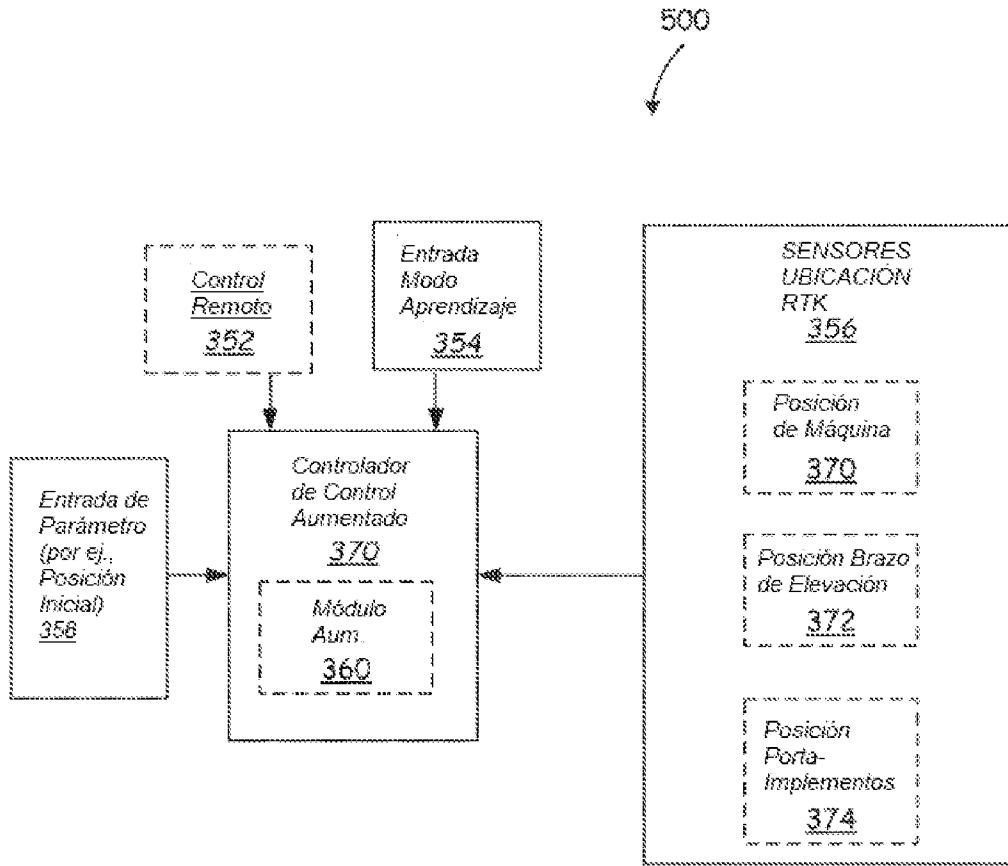 500
Control
Remoto
352
Entrada
Modo
Aprendizaje
354
SENSORES
UBICACIÓN
RTK
356
Posición
de Máquina
370
Posición Brazo
de Elevación
372
Posición
Porta-
Implementos
374
Controlador
de Control
Aumentado
370
Módulo
Aum.
360
Entrada de
Parámetro
(por ej.,
Posición
Inicial)
358